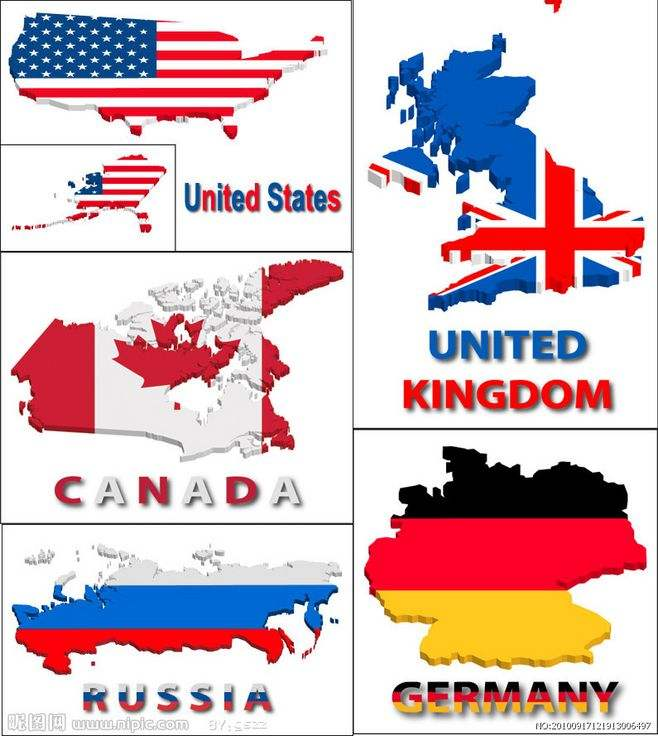 United States
UNITED
KINGDOM
CANADA
RUSSIA
GERMANY
昵图网 www.nipic.com
NO:20100917121913006497